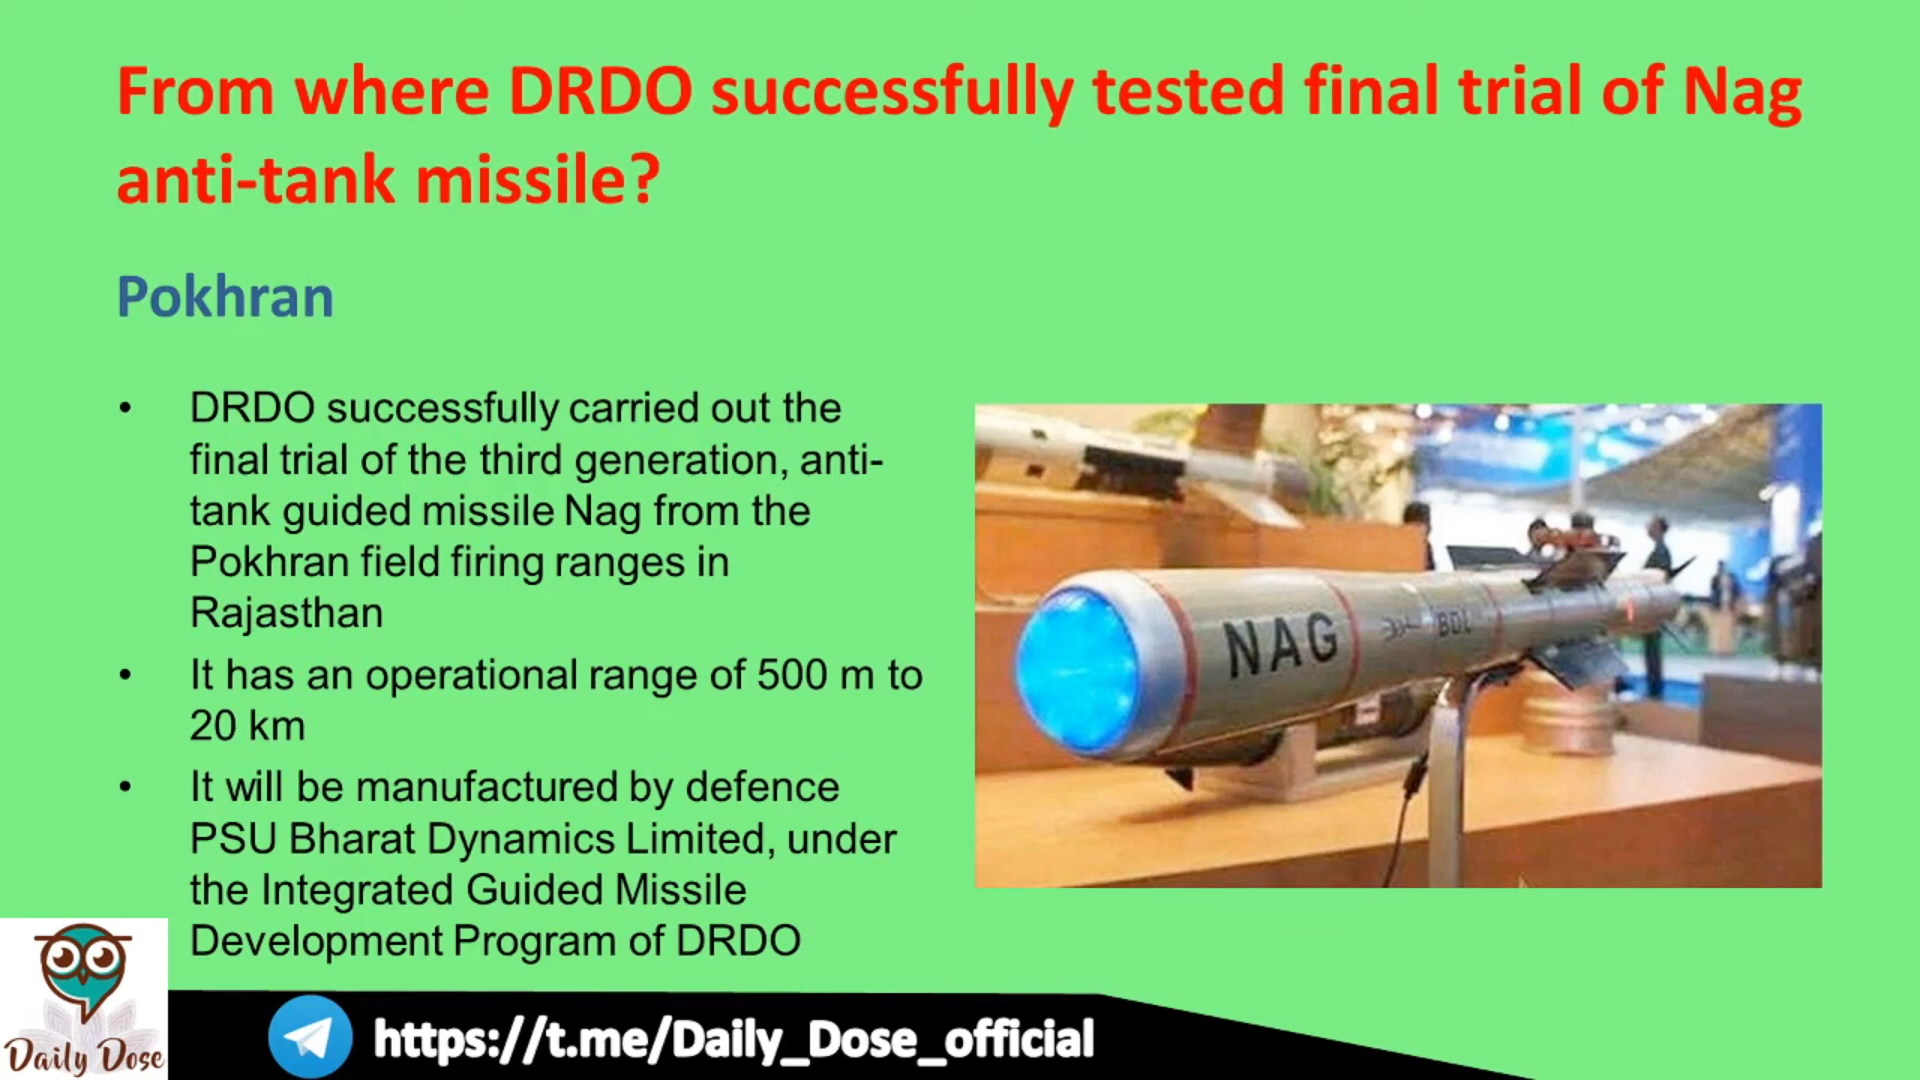 From where DRDO successfully tested final trial of Nag
anti-tank missile?
Pokhran
• DRDO successfully carried out the
final trial of the third generation, anti-
tank guided missile Nag from the
Pokhran field firing ranges in
Rajasthan
• It has an operational range of 500 m to
20 km
• It will be manufactured by defence
PSU Bharat Dynamics Limited, under
the Integrated Guided Missile
Development Program of DRDO
NAG
BDL
Daily Dose
https://t.me/Daily_Dose_official